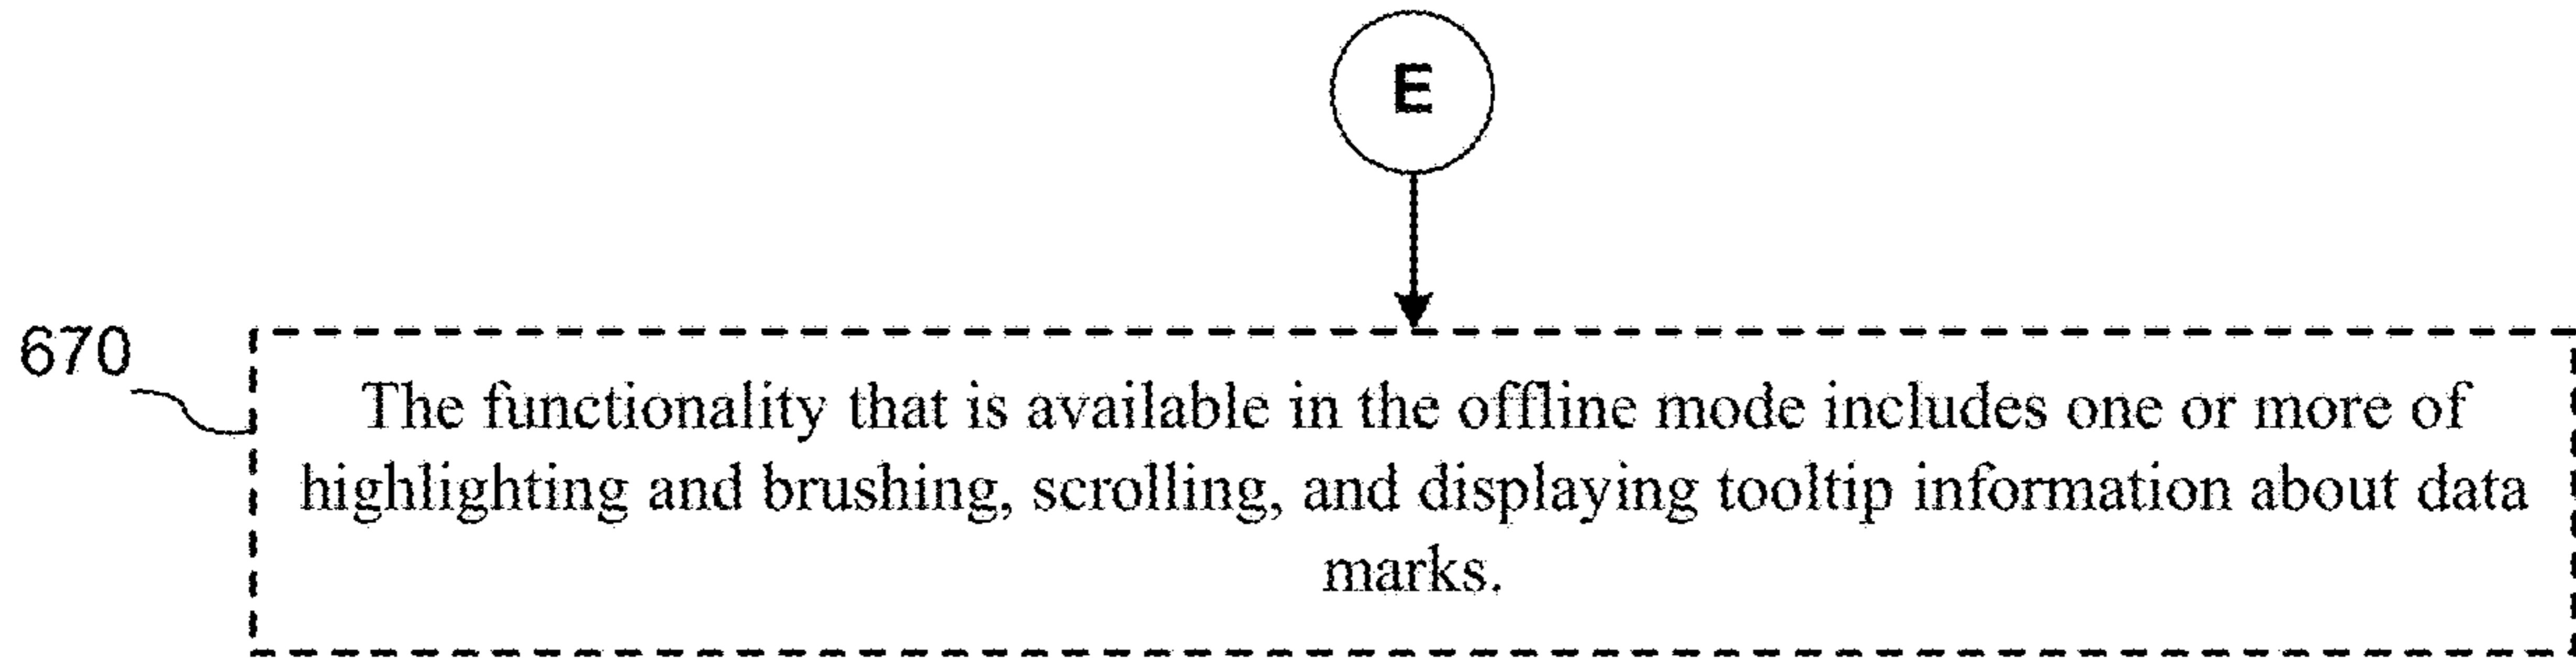 E
670
The functionality that is available in the offline mode includes one or more of
highlighting and brushing, scrolling, and displaying tooltip information about data
marks.